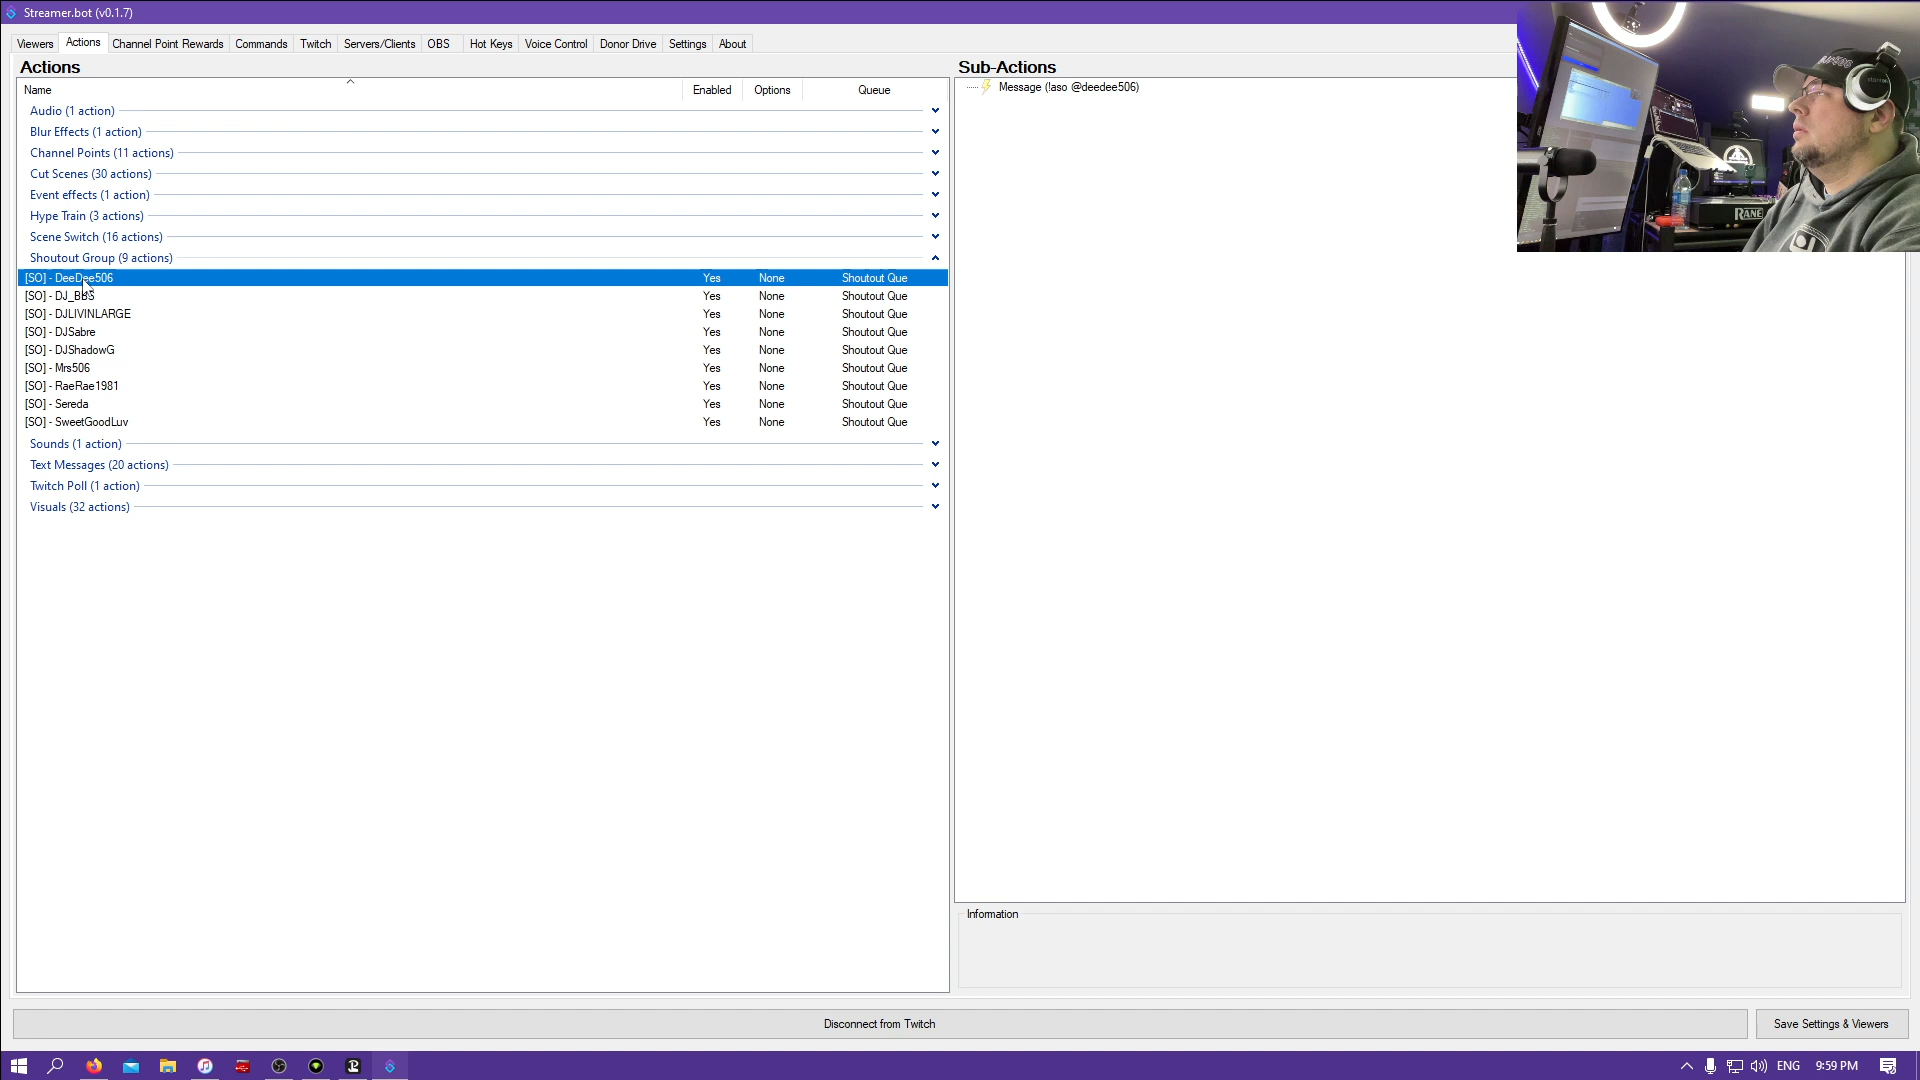 Streamer.bot (v0.1.7)
Viewers Actions Channel Point Rewards Commands Twitch Servers/Clients OBS Hot Keys Voice Control Donor Drive Settings About
Actions
Name Enabled Options Queue
Audio (1 action)
Blur Effects (1 action)
Channel Points (11 actions)
Cut Scenes (30 actions)
Event effects (1 action)
Hype Train (3 actions)
Scene Switch (16 actions)
Shoutout Group (9 actions)
[SO] - DeeDee506 Yes None Shoutout Que
[SO] - DJ_BBS Yes None Shoutout Que
[SO] - DJLIVINLARGE Yes None Shoutout Que
[SO] - DJSabre Yes None Shoutout Que
[SO] - DJShadowG Yes None Shoutout Que
[SO] - Mrs506 Yes None Shoutout Que
[SO] - RaeRae1981 Yes None Shoutout Que
[SO] - Sereda Yes None Shoutout Que
[SO] - SweetGoodLuv Yes None Shoutout Que
Sounds (1 action)
Text Messages (20 actions)
Twitch Poll (1 action)
Visuals (32 actions)
Sub-Actions
Message (!aso @deedee506)
RANE
Information
Disconnect from Twitch
Save Settings & Viewers
ENG
9:59 PM